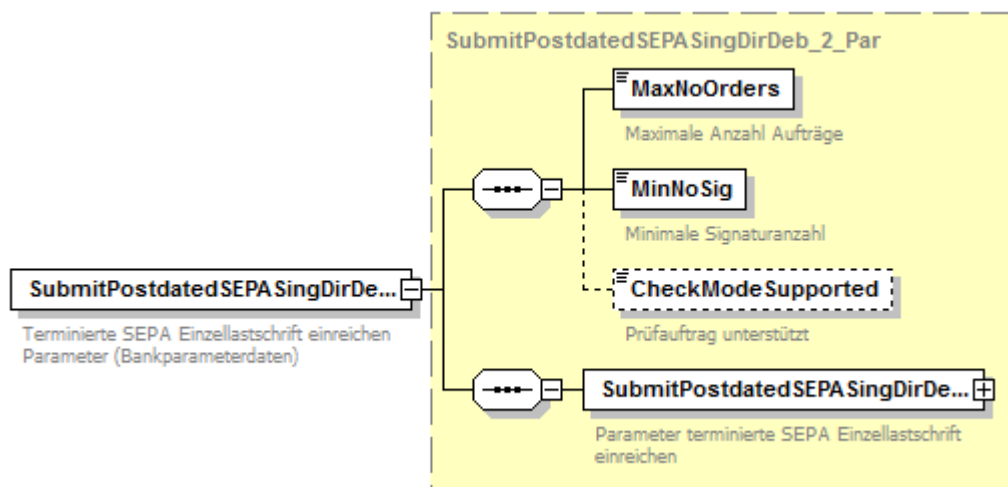 SubmitPostdatedSEPASingDirDeb_2_Par
MaxNoOrders
Maximale Anzahl Aufträge
MinNoSig
Minimale Signaturanzahl
SubmitPostdatedSEPASingDirDe...
Terminierte SEPA Einzellastschrift einreichen
Parameter (Bankparameterdaten)
CheckModeSupported
Prüfauftrag unterstützt
SubmitPostdatedSEPASingDirDe...
Parameter terminierte SEPA Einzellastschrift
einreichen